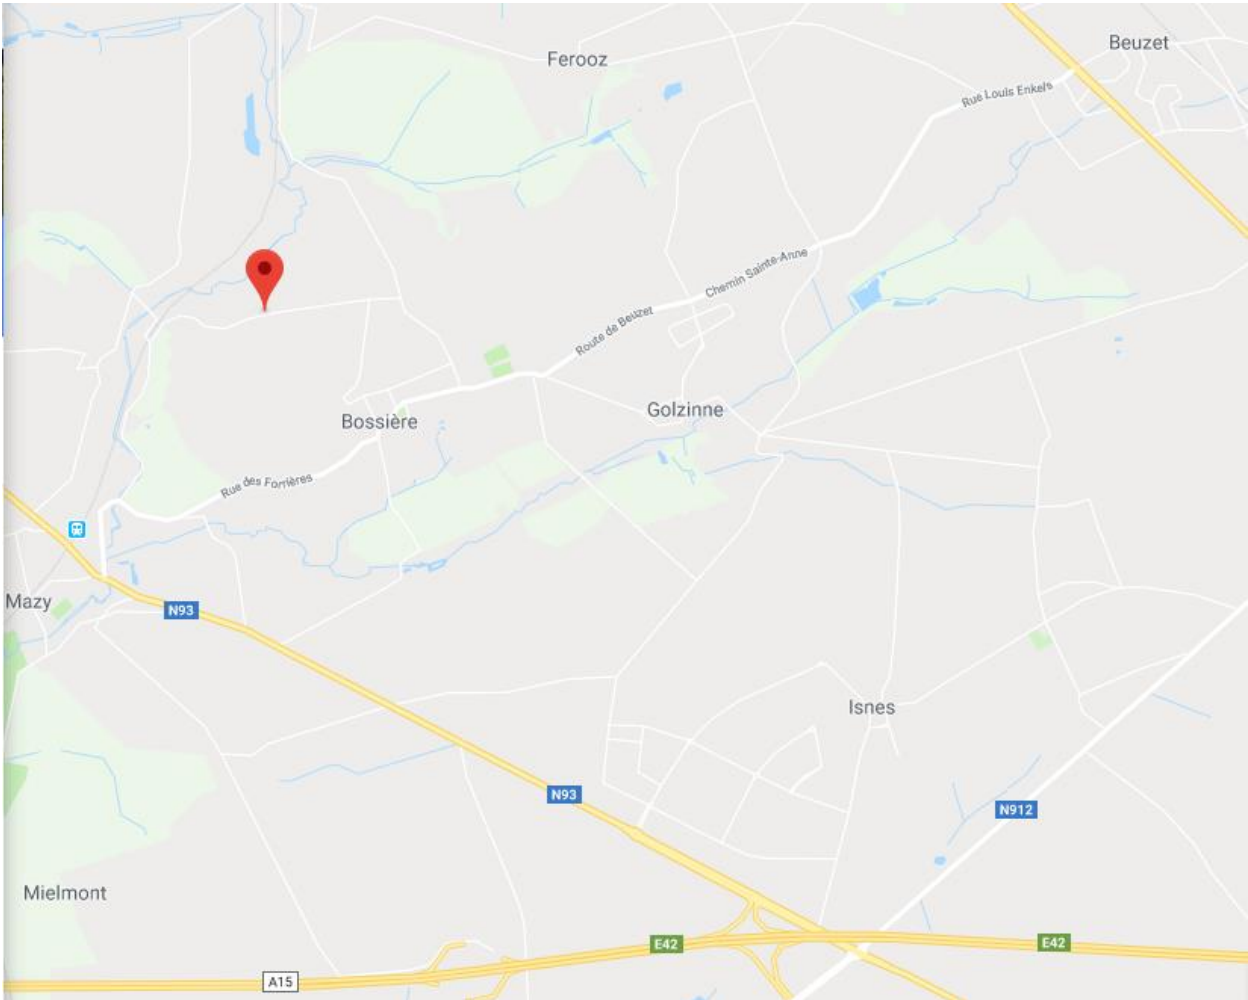 Beuzet
Ferooz
Rue Louis Enkels
Chemin Sainte-Anne
Route de Beuzet
Golzinne
Bossière
Rue des Forrières
Mazy
N93
Isnes
N93
N912
Mielmont
E42
E42
A15